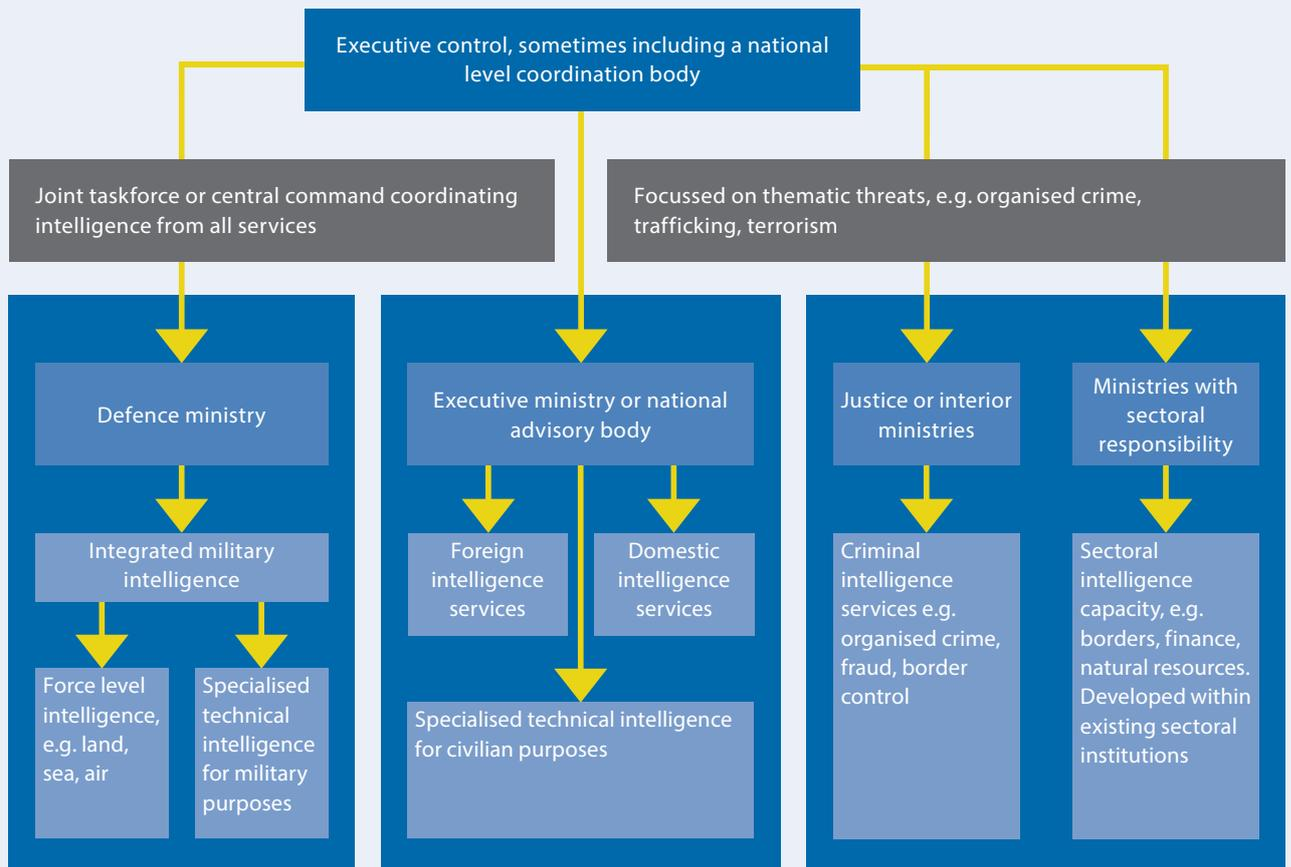 Executive control, sometimes including a national
level coordination body
Joint taskforce or central command coordinating
intelligence from all services
Focussed on thematic threats, e.g. organised crime,
trafficking, terrorism
Defence ministry
Executive ministry or national
advisory body
Justice or interior
ministries
Ministries with
sectoral
responsibility
Integrated military
intelligence
Foreign
intelligence
services
Domestic
intelligence
services
Criminal
intelligence
services e.g.
organised crime,
fraud, border
control
Sectoral
intelligence
capacity, e.g.
borders, finance,
natural resources.
Developed within
existing sectoral
institutions
Force level
intelligence,
e.g. land,
sea, air
Specialised
technical
intelligence
for military
purposes
Specialised technical intelligence
for civilian purposes